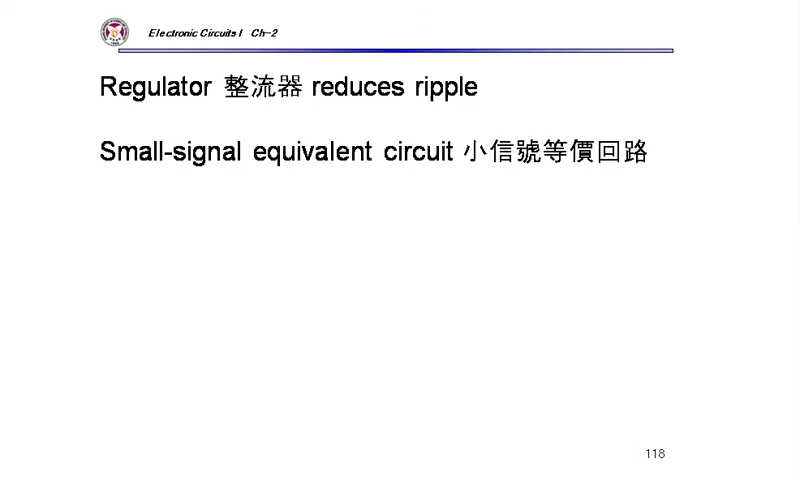 Electronic Circuits I Ch-2
Regulator 整流器 reduces ripple
Small-signal equivalent circuit 小信號等價回路
118